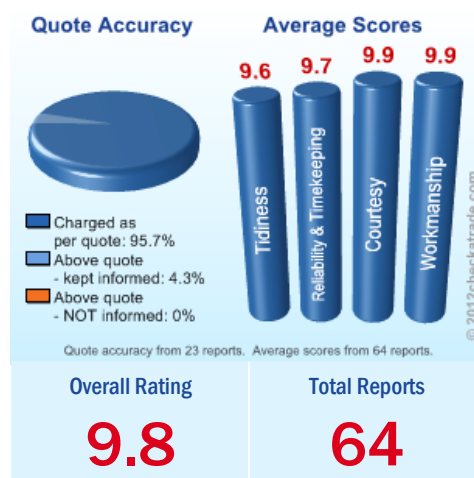 Quote Accuracy
Average Scores
9.6
9.7
9.9
9.9
Tidiness
Reliability & Timekeeping
Courtesy
Workmanship
Charged as
per quote: 95.7%
Above quote
- kept informed: 4.3%
Above quote
- NOT informed: 0%
© 2012checkatrade.com
Quote accuracy from 23 reports. Average scores from 64 reports.
Overall Rating
9.8
Total Reports
64